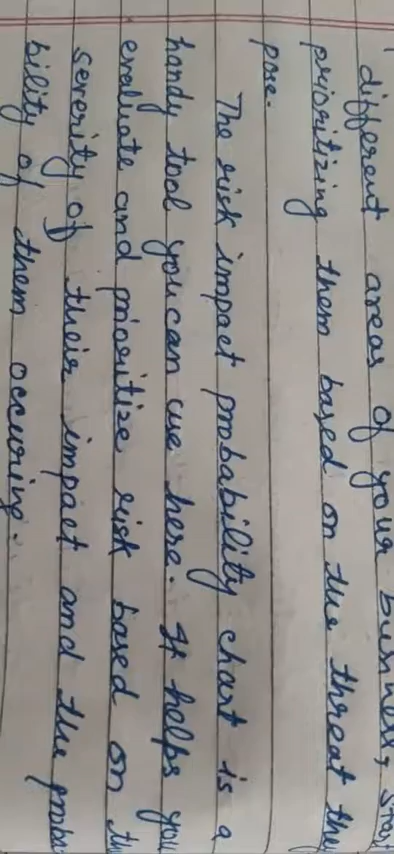 different areas of your business, start
prioritizing them based on the threat they
pose.
The risk impact probability chart is a
handy tool you can use here. It helps you
evaluate and prioritize risk based on the
severity of their impact and the proba
bility of them occuring.